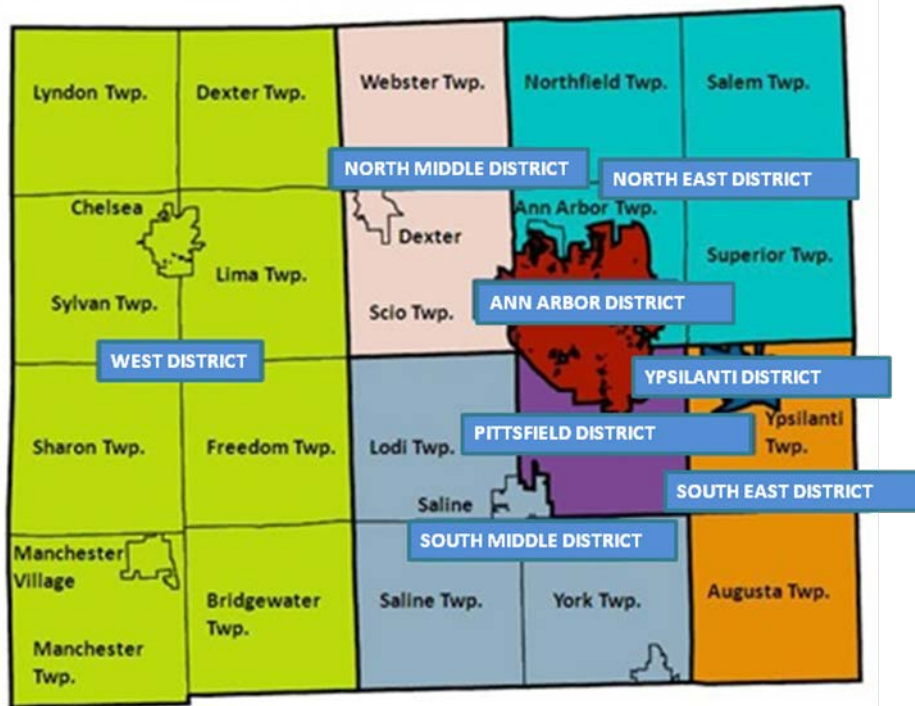 Lyndon Twp.
Dexter Twp.
Webster Twp.
Northfield Twp.
Salem Twp.
NORTH MIDDLE DISTRICT
NORTH EAST DISTRICT
Chelsea
Ann Arbor Twp.
Dexter
Lima Twp.
Superior Twp.
Sylvan Twp.
Scio Twp.
ANN ARBOR DISTRICT
WEST DISTRICT
YPSILANTI DISTRICT
Ypsilanti
Twp.
Sharon Twp.
Freedom Twp.
Lodi Twp.
PITTSFIELD DISTRICT
Saline
SOUTH EAST DISTRICT
SOUTH MIDDLE DISTRICT
Manchester
Village
Bridgewater
Twp.
Saline Twp.
York Twp.
Augusta Twp.
Manchester
Twp.